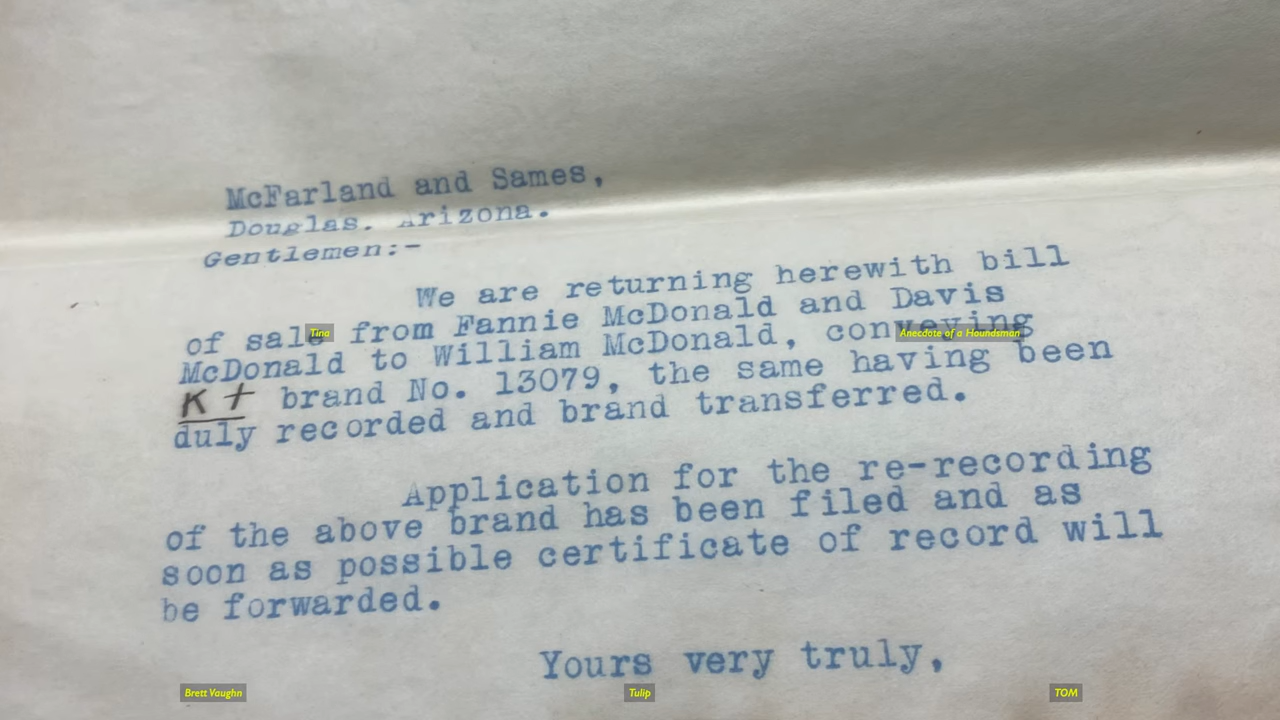 McFarland and Sames,
Douglas. Arizona.
Gentlemen:-
We are returning herewith bill
of sale from Fannie McDonald and Davis
McDonald to William McDonald, conveying
K + brand No. 13079, the same having been
duly recorded and brand transferred.
Application for the re-recording
of the above brand has been filed and as
soon as possible certificate of record will
be forwarded.
Yours very truly,
Tina
Anecdote of a Houndsman
Brett Vaughn
Tulip
TOM